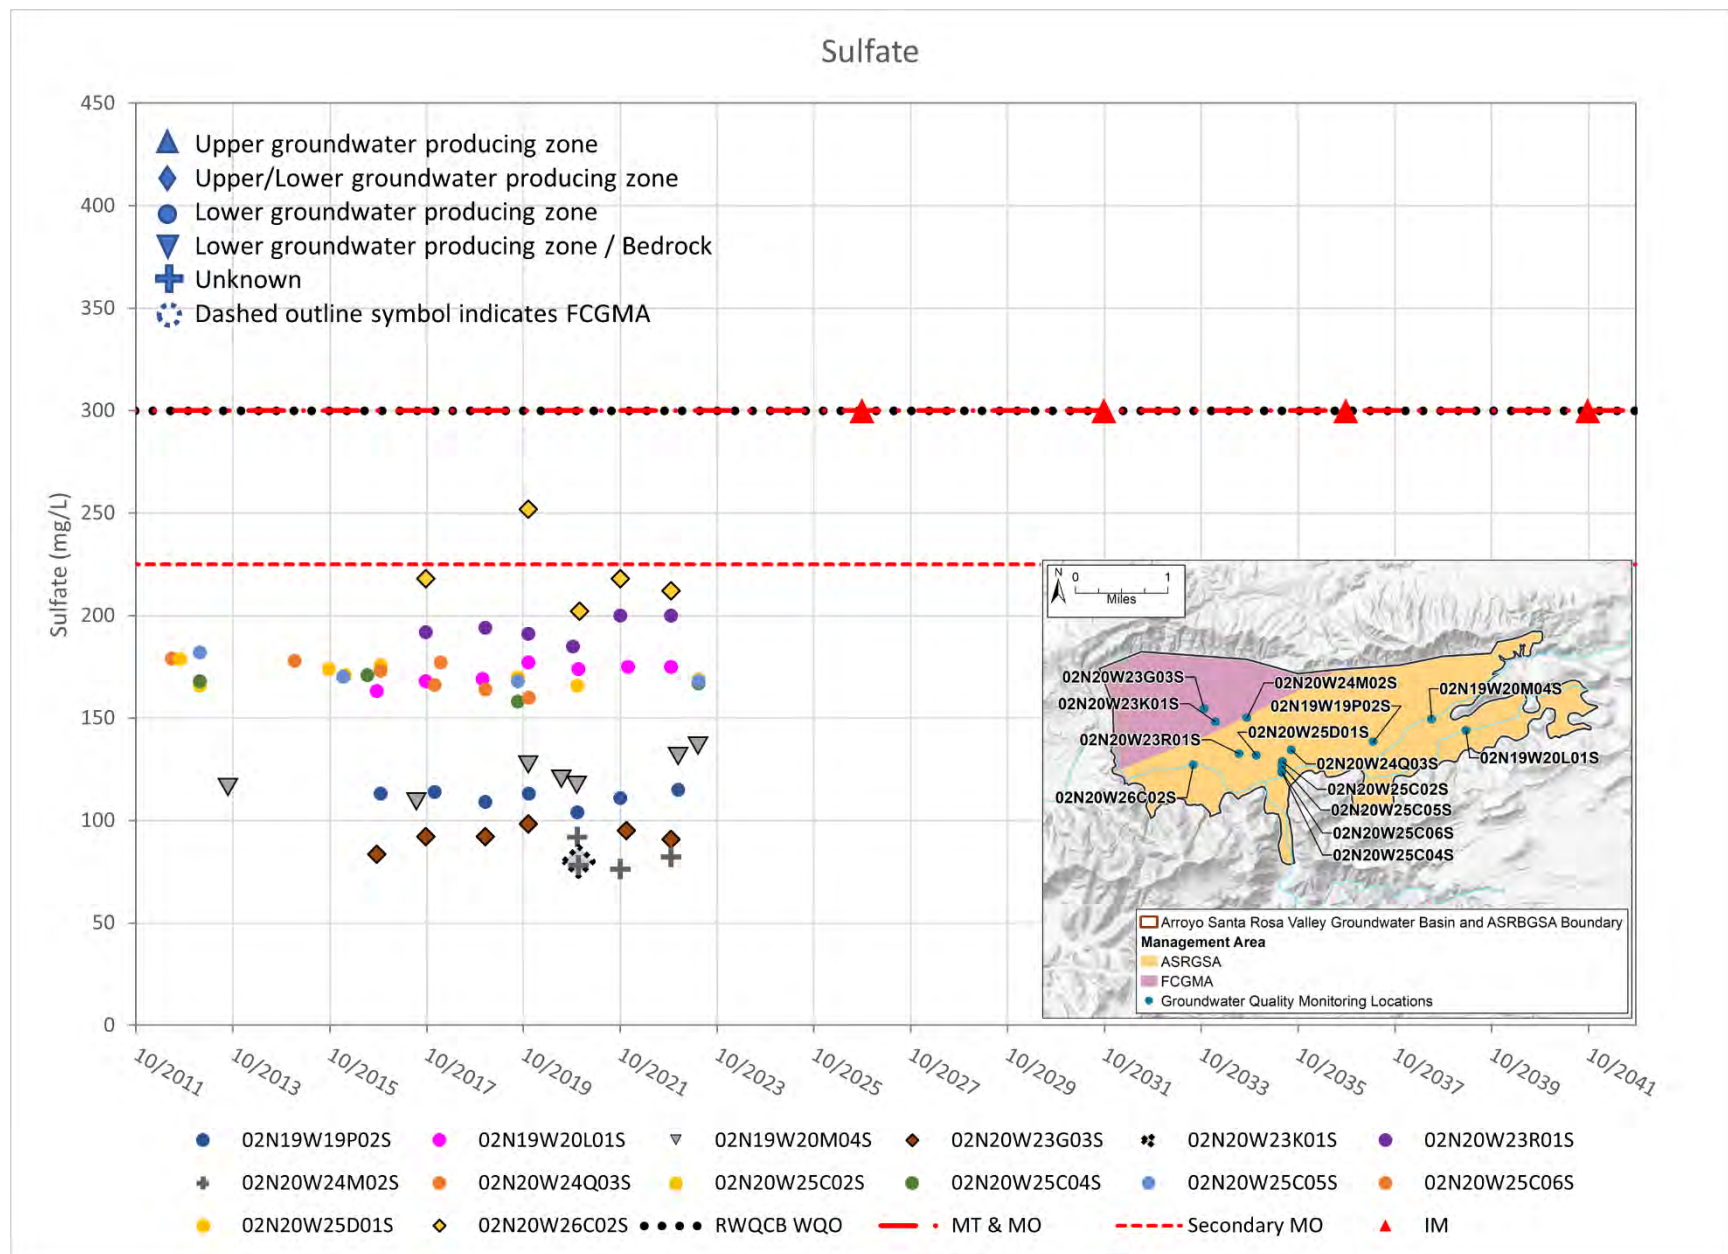 Sulfate
450
400
350
300
250
200
150
100
50
0
Sulfate (mg/L)
Upper groundwater producing zone
Upper/Lower groundwater producing zone
Lower groundwater producing zone
Lower groundwater producing zone / Bedrock
Unknown
Dashed outline symbol indicates FCGMA
N
0 1
Miles
02N20W23G03S
02N20W24M02S
02N19W20M04S
02N20W23K01S
02N19W19P02S
02N20W25D01S
02N20W23R01S
02N19W20L01S
02N20W24Q03S
02N20W25C02S
02N20W26C02S
02N20W25C05S
02N20W25C06S
02N20W25C04S
Arroyo Santa Rosa Valley Groundwater Basin and ASRBGSA Boundary
Management Area
ASRGSA
FCGMA
Groundwater Quality Monitoring Locations
10/2011 10/2013 10/2015 10/2017 10/2019 10/2021 10/2023 10/2025 10/2027 10/2029 10/2031 10/2033 10/2035 10/2037 10/2039 10/2041
02N19W19P02S 02N19W20L01S 02N19W20M04S 02N20W23G03S 02N20W23K01S 02N20W23R01S
02N20W24M02S 02N20W24Q03S 02N20W25C02S 02N20W25C04S 02N20W25C05S 02N20W25C06S
02N20W25D01S 02N20W26C02S RWQCB WQO MT & MO Secondary MO IM